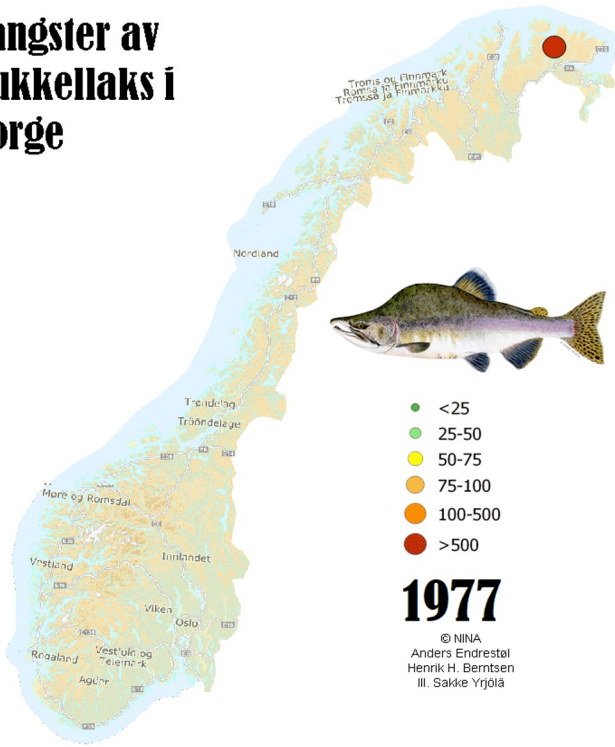 angster av
ukkellaks i
orge
Troms og Finnmark
Romsa ja Finnmárku
Tromssa ja Finmarkku
Nordland
Trøndelag
Trööndelage
Møre og Romsdal
Innlandet
Vestland
Viken
Oslo
Rogaland
Vestfold og
Telemark
Agder
<25
25-50
50-75
75-100
100-500
>500
1977
© NINA
Anders Endrestøl
Henrik H. Berntsen
Ill. Sakke Yrjölä